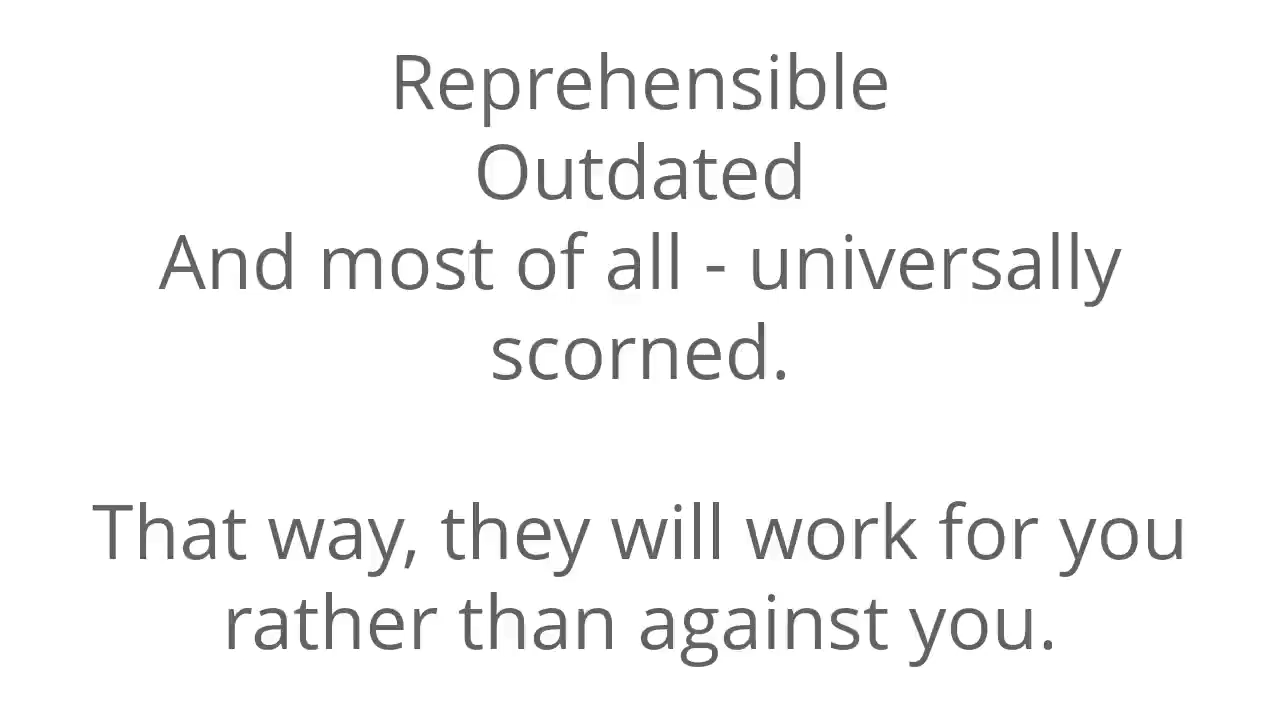 Reprehensible
Outdated
And most of all - universally
scorned.
That way, they will work for you
rather than against you.